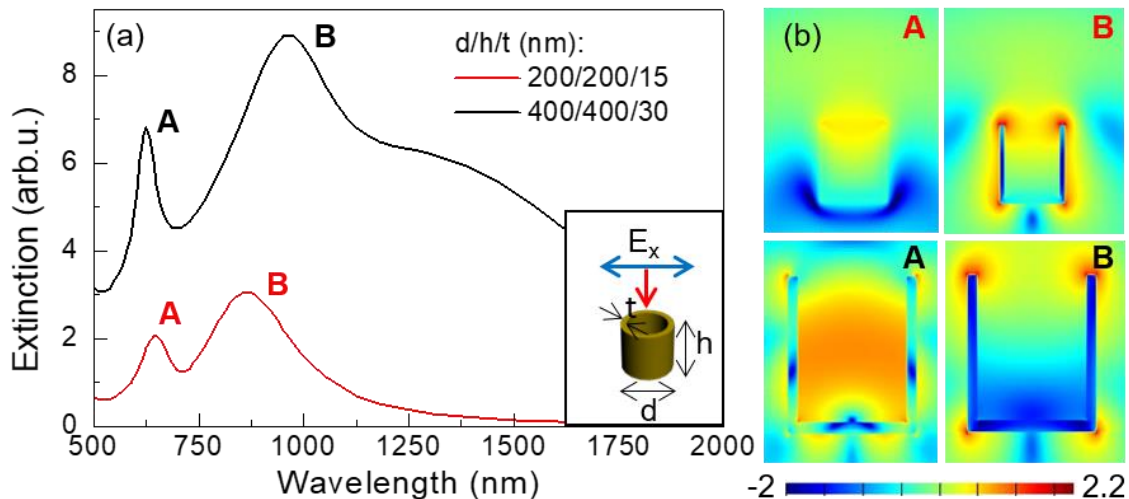 (a)
A
B
d/h/t (nm):
200/200/15
400/400/30
A
B
Extinction (arb.u.)
8
6
4
2
0
500
750
1000
1250
1500
1750
2000
Wavelength (nm)
Eₓ
t
h
d
(b)
A
B
A
B
-2
2.2